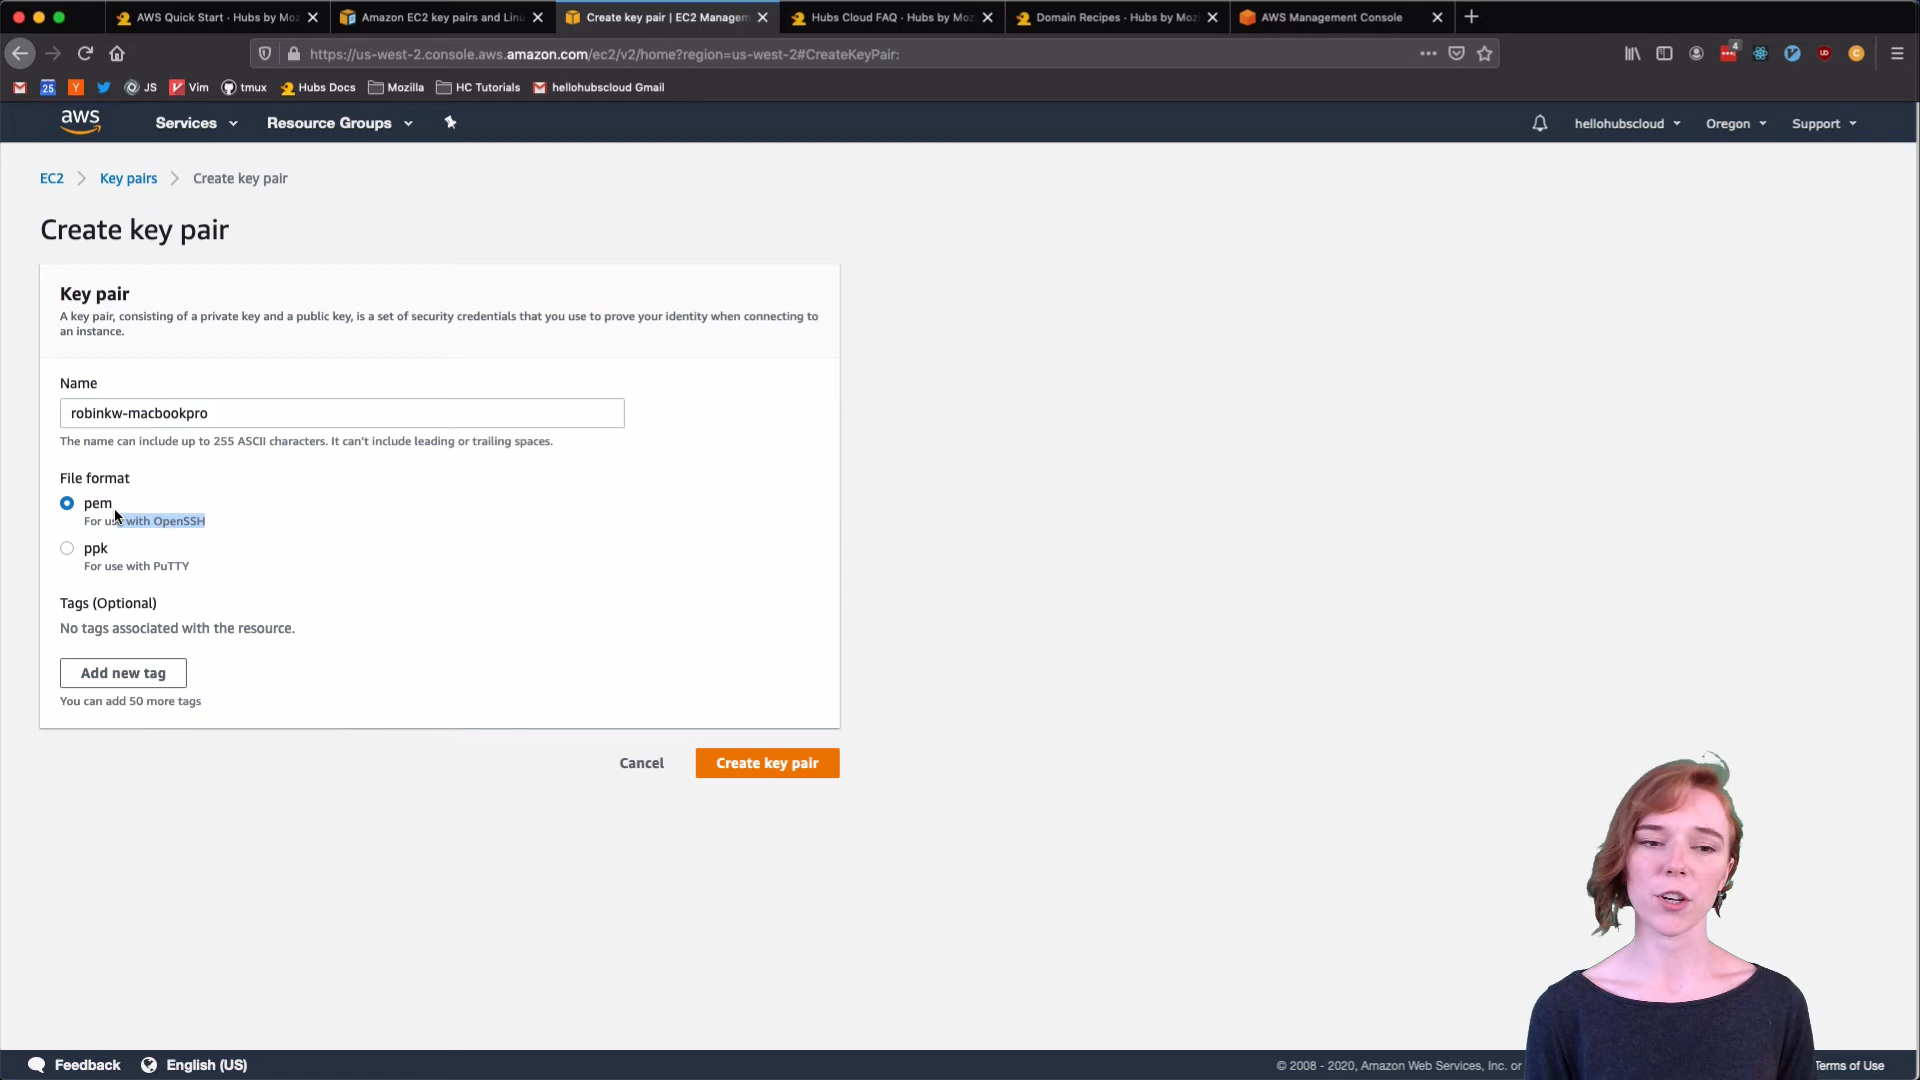 AWS Quick Start · Hubs by Moz
Amazon EC2 key pairs and Linu
Create key pair | EC2 Managem
Hubs Cloud FAQ · Hubs by Moz
Domain Recipes · Hubs by Moz
AWS Management Console
https://us-west-2.console.aws.amazon.com/ec2/v2/home?region=us-west-2#CreateKeyPair:
4
25
JS
Vim
tmux
Hubs Docs
Mozilla
HC Tutorials
hellohubscloud Gmail
aws
Services
Resource Groups
hellohubscloud
Oregon
Support
EC2
Key pairs
Create key pair
Create key pair
Key pair
A key pair, consisting of a private key and a public key, is a set of security credentials that you use to prove your identity when connecting to
an instance.
Name
robinkw-macbookpro
The name can include up to 255 ASCII characters. It can't include leading or trailing spaces.
File format
pem
For use with OpenSSH
ppk
For use with PuTTY
Tags (Optional)
No tags associated with the resource.
Add new tag
You can add 50 more tags
Cancel
Create key pair
Feedback
English (US)
© 2008 - 2020, Amazon Web Services, Inc. or
Terms of Use